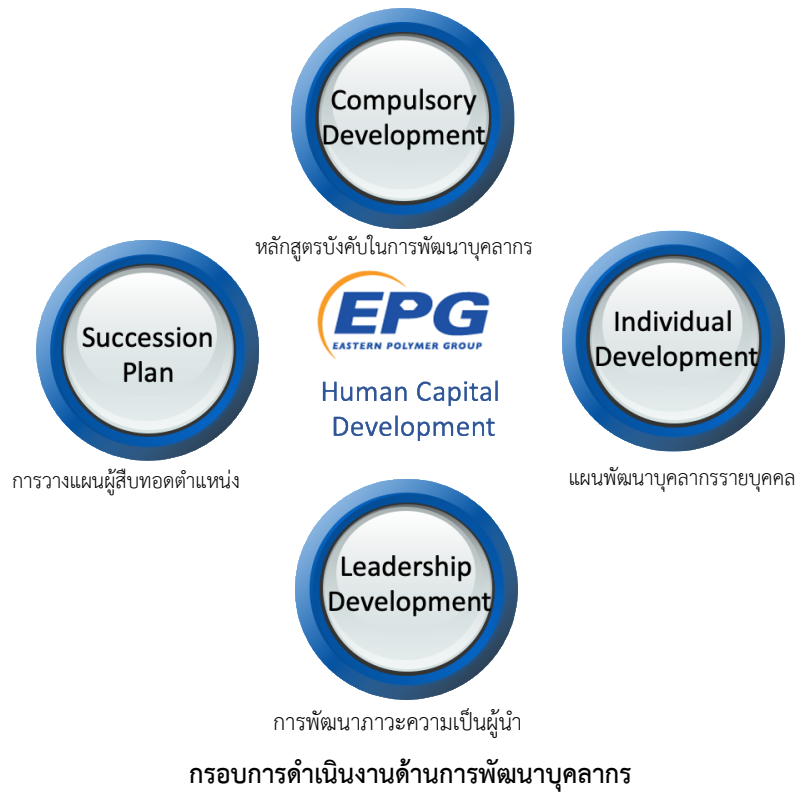 Compulsory
Development
หลักสูตรบังคับในการพัฒนาบุคลากร
Succession
Plan
การวางแผนผู้สืบทอดตำแหน่ง
EPG
EASTERN POLYMER GROUP
Human Capital
Development
Individual
Development
แผนพัฒนาบุคลากรรายบุคคล
Leadership
Development
การพัฒนาภาวะความเป็นผู้นำ
กรอบการดำเนินงานด้านการพัฒนาบุคลากร